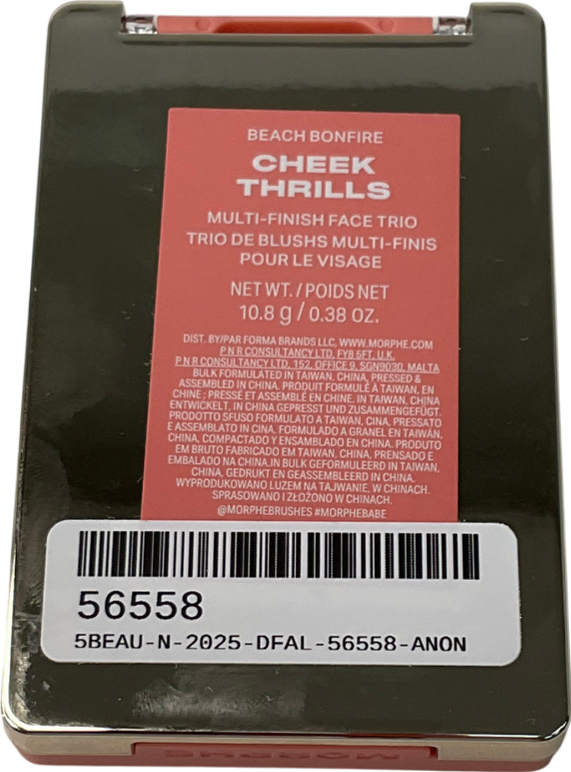 BEACH BONFIRE
CHEEK
THRILLS
MULTI-FINISH FACE TRIO
TRIO DE BLUSHS MULTI-FINIS
POUR LE VISAGE
NET WT. / POIDS NET
10.8 g / 0.38 OZ.
DIST. BY/PAR FORMA BRANDS LLC, WWW.MORPHE.COM
P N R CONSULTANCY LTD, FY8 5FT, U.K.
P N R CONSULTANCY LTD, 152, OFFICE 9, SGN9030, MALTA
BULK FORMULATED IN TAIWAN, CHINA, PRESSED &
ASSEMBLED IN CHINA. PRODUIT FORMULÉ À TAIWAN, EN
CHINE ; PRESSÉ ET ASSEMBLÉ EN CHINE. IN TAIWAN, CHINA
ENTWICKELT, IN CHINA GEPRESST UND ZUSAMMENGEFÜGT.
PRODOTTO SFUSO FORMULATO A TAIWAN, CINA, PRESSATO
E ASSEMBLATO IN CINA. FORMULADO A GRANEL EN TAIWÁN,
CHINA, COMPACTADO Y ENSAMBLADO EN CHINA. PRODUTO
EM BRUTO FABRICADO EM TAIWAN, CHINA, PRENSADO E
EMBALADO NA CHINA.IN BULK GEFORMULEERD IN TAIWAN,
CHINA, GEDRUKT EN GEASSEMBLEERD IN CHINA.
WYPRODUKOWANO LUZEM NA TAJWANIE, W CHINACH.
SPRASOWANO I ZŁOŻONO W CHINACH.
@MORPHEBRUSHES #MORPHEBABE
56558
5BEAU-N-2025-DFAL-56558-ANON